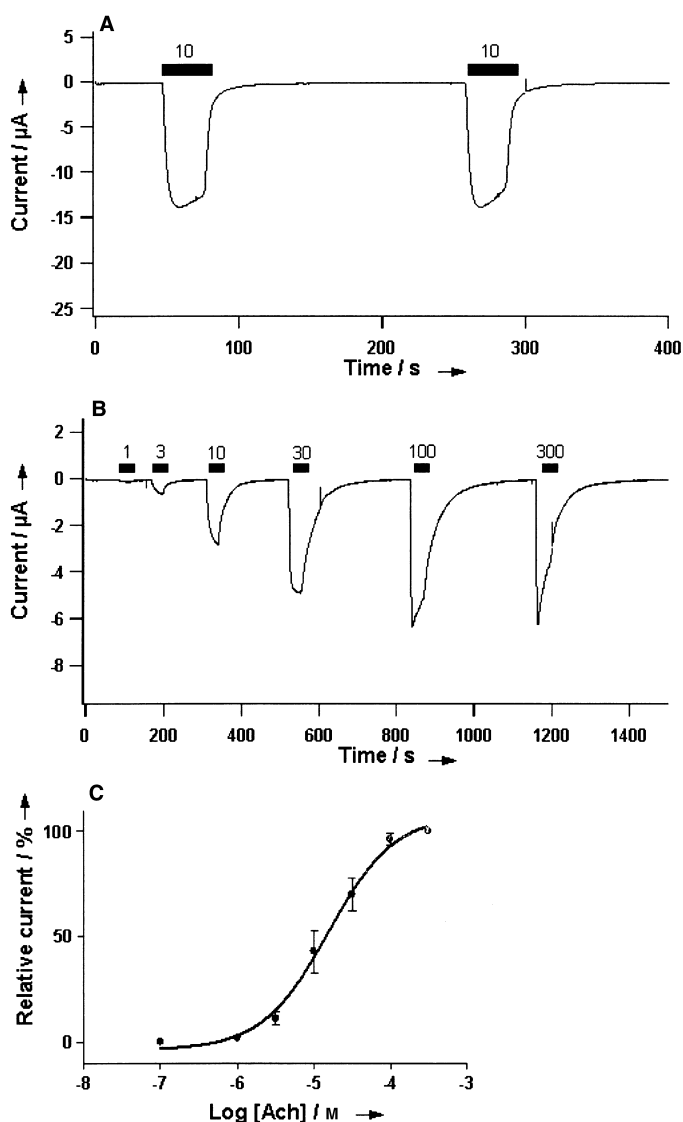 A
5
0
-5
-10
-15
-20
-25
Current / µA
10 10
0 100 200 300 400
Time / s
B
2
0
-2
-4
-6
-8
Current / µA
1 3 10 30 100 300
0 200 400 600 800 1000 1200 1400
Time / s
C
100
50
0
Relative current / %
-8 -7 -6 -5 -4 -3
Log [Ach] / M